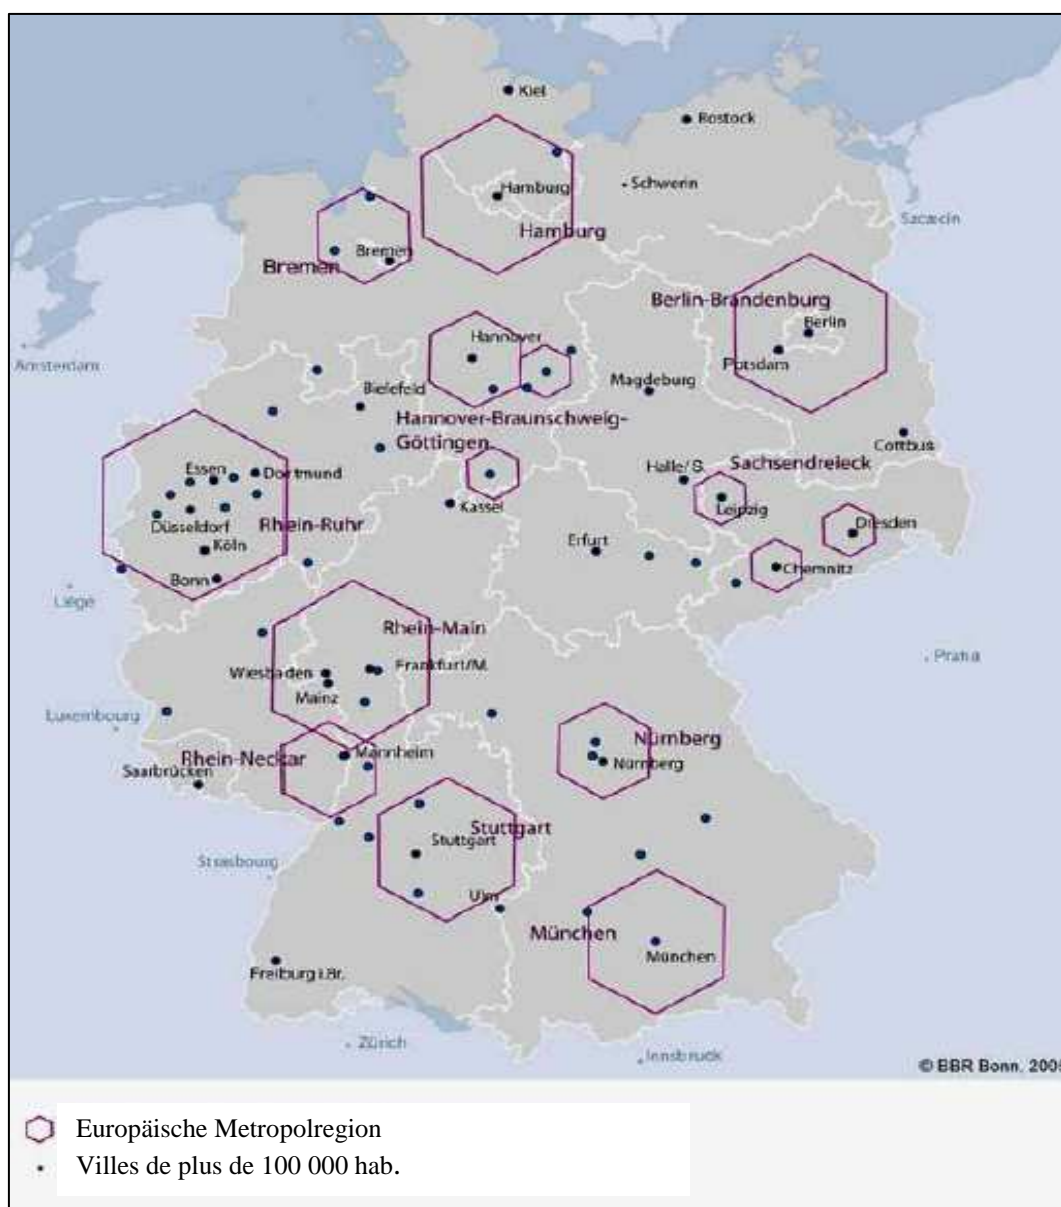 Kiel
Rostock
Hamburg
Schwerin
Szczecin
Hamburg
Bremen
Bremen
Berlin-Brandenburg
Berlin
Potsdam
Hannover
Amsterdam
Bielefeld
Magdeburg
Hannover-Braunschweig-
Göttingen
Cottbus
Essen
Dortmund
Halle/S.
Sachsendreieck
Kassel
Leipzig
Düsseldorf
Rhein-Ruhr
Dresden
Köln
Erfurt
Chemnitz
Bonn
Liège
Rhein-Main
Praha
Wiesbaden
Frankfurt/M.
Mainz
Luxembourg
Nürnberg
Rhein-Neckar
Mannheim
Nürnberg
Saarbrücken
Stuttgart
Stuttgart
Strasbourg
Ulm
München
München
Freiburg i.Br.
Zürich
Innsbruck
© BBR Bonn, 
Europäische Metropolregion
Villes de plus de 100 000 hab.